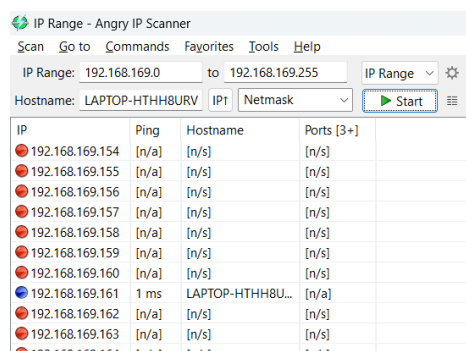 IP Range - Angry IP Scanner
Scan Go to Commands Favorites Tools Help
IP Range: 192.168.169.0 to 192.168.169.255 IP Range
Hostname: LAPTOP-HTHH8URV IP↑ Netmask Start
IP Ping Hostname Ports [3+]
192.168.169.154 [n/a] [n/s] [n/s]
192.168.169.155 [n/a] [n/s] [n/s]
192.168.169.156 [n/a] [n/s] [n/s]
192.168.169.157 [n/a] [n/s] [n/s]
192.168.169.158 [n/a] [n/s] [n/s]
192.168.169.159 [n/a] [n/s] [n/s]
192.168.169.160 [n/a] [n/s] [n/s]
192.168.169.161 1 ms LAPTOP-HTHH8U... [n/a]
192.168.169.162 [n/a] [n/s] [n/s]
192.168.169.163 [n/a] [n/s] [n/s]